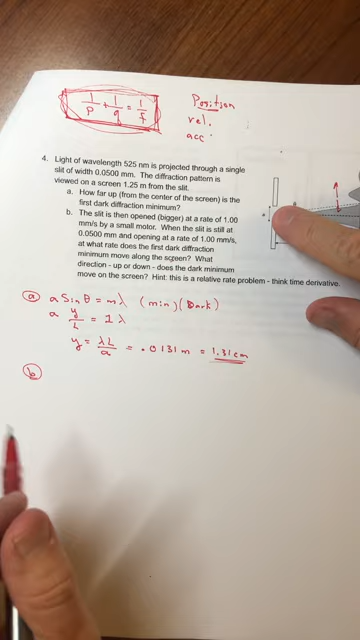 1/p + 1/q = 1/f
Position
vel.
acc.
4. Light of wavelength 525 nm is projected through a single
slit of width 0.0500 mm. The diffraction pattern is
viewed on a screen 1.25 m from the slit.
a. How far up (from the center of the screen) is the
first dark diffraction minimum?
b. The slit is then opened (bigger) at a rate of 1.00
mm/s by a small motor. When the slit is still at
0.0500 mm and opening at a rate of 1.00 mm/s,
at what rate does the first dark diffraction
minimum move along the screen? What
direction - up or down - does the dark minimum
move on the screen? Hint: this is a relative rate problem - think time derivative.
ⓐ a Sin θ = mλ (min) (Dark)
a y/L = 1 λ
y = λL/a = .0131 m = 1.31 cm
ⓑ